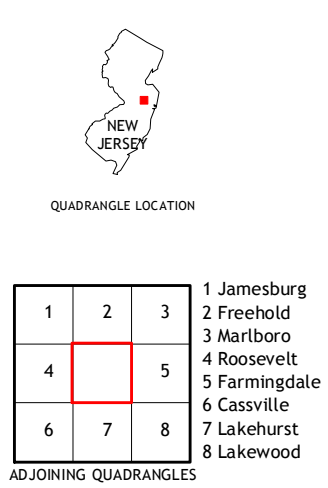 NEW
JERSEY
QUADRANGLE LOCATION
1 2 3
4 5
6 7 8
1 Jamesburg
2 Freehold
3 Marlboro
4 Roosevelt
5 Farmingdale
6 Cassville
7 Lakehurst
8 Lakewood
ADJOINING QUADRANGLES